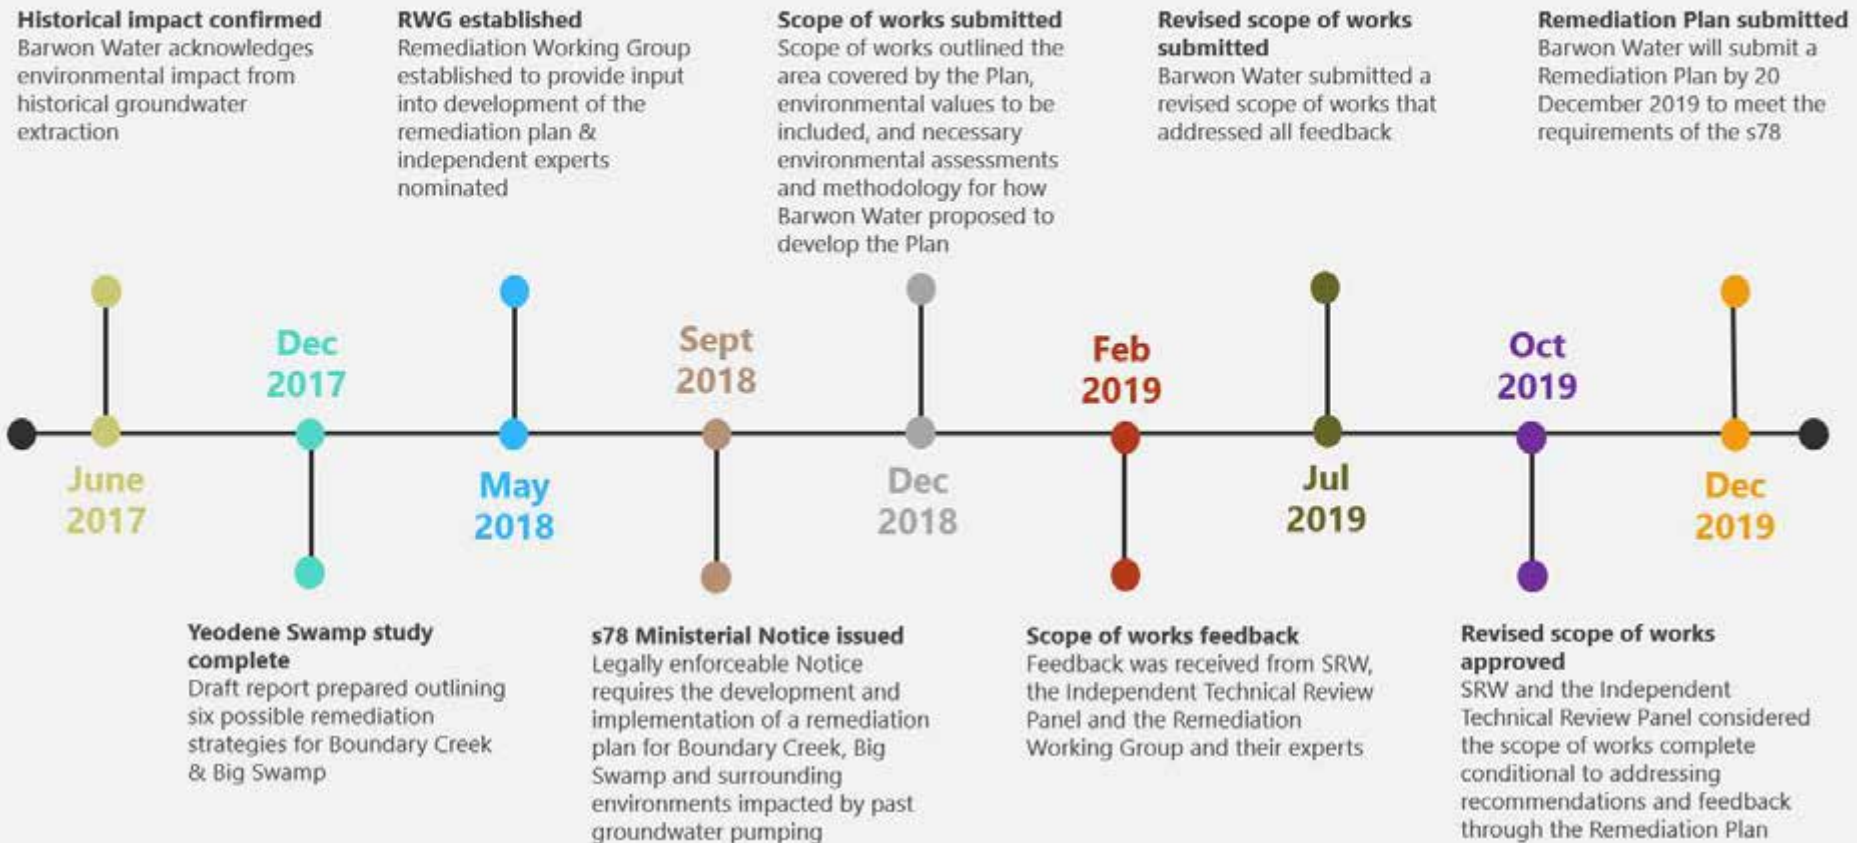 Historical impact confirmed
Barwon Water acknowledges
environmental impact from
historical groundwater
extraction
RWG established
Remediation Working Group
established to provide input
into development of the
remediation plan &
independent experts
nominated
Scope of works submitted
Scope of works outlined the
area covered by the Plan,
environmental values to be
included, and necessary
environmental assessments
and methodology for how
Barwon Water proposed to
develop the Plan
Revised scope of works
submitted
Barwon Water submitted a
revised scope of works that
addressed all feedback
Remediation Plan submitted
Barwon Water will submit a
Remediation Plan by 20
December 2019 to meet the
requirements of the s78
June
2017
Dec
2017
May
2018
Sept
2018
Dec
2018
Feb
2019
Jul
2019
Oct
2019
Dec
2019
Yeodene Swamp study
complete
Draft report prepared outlining
six possible remediation
strategies for Boundary Creek
& Big Swamp
s78 Ministerial Notice issued
Legally enforceable Notice
requires the development and
implementation of a remediation
plan for Boundary Creek, Big
Swamp and surrounding
environments impacted by past
groundwater pumping
Scope of works feedback
Feedback was received from SRW,
the Independent Technical Review
Panel and the Remediation
Working Group and their experts
Revised scope of works
approved
SRW and the Independent
Technical Review Panel considered
the scope of works complete
conditional to addressing
recommendations and feedback
through the Remediation Plan